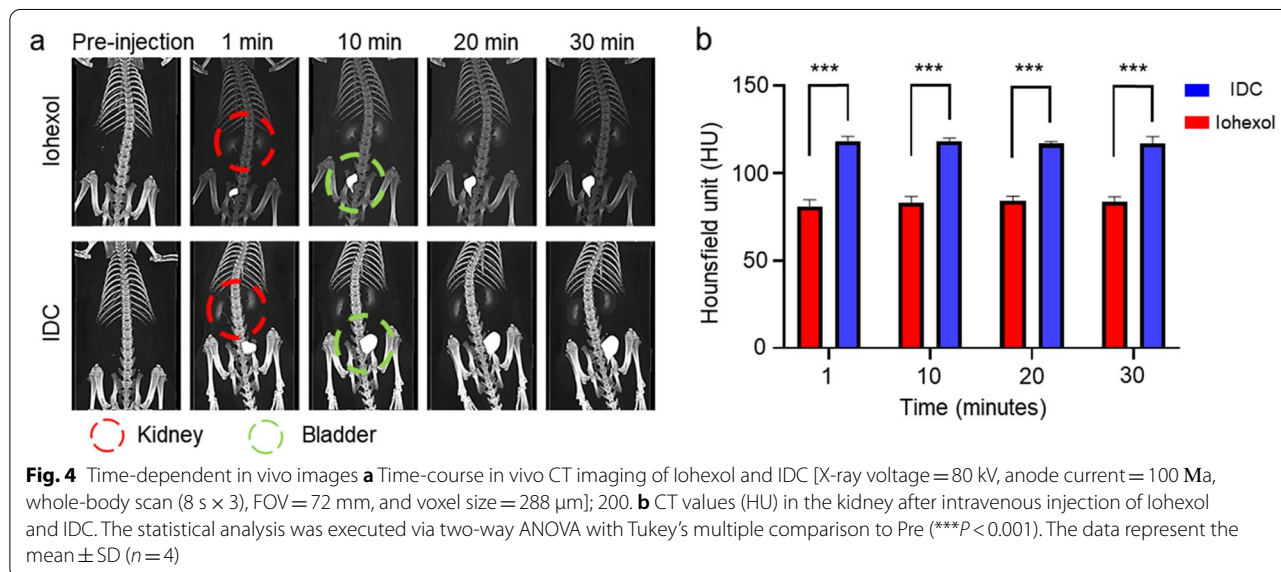 a
Pre-injection 1 min 10 min 20 min 30 min
Iohexol
IDC
Kidney Bladder
b
*** *** *** ***
IDC
Iohexol
Hounsfield unit (HU)
150
100
50
0
1 10 20 30
Time (minutes)
Fig. 4 Time-dependent in vivo images a Time-course in vivo CT imaging of Iohexol and IDC [X-ray voltage = 80 kV, anode current = 100 Ma,
whole-body scan (8 s × 3), FOV = 72 mm, and voxel size = 288 μm]; 200. b CT values (HU) in the kidney after intravenous injection of Iohexol
and IDC. The statistical analysis was executed via two-way ANOVA with Tukey’s multiple comparison to Pre (***P < 0.001). The data represent the
mean ± SD (n = 4)